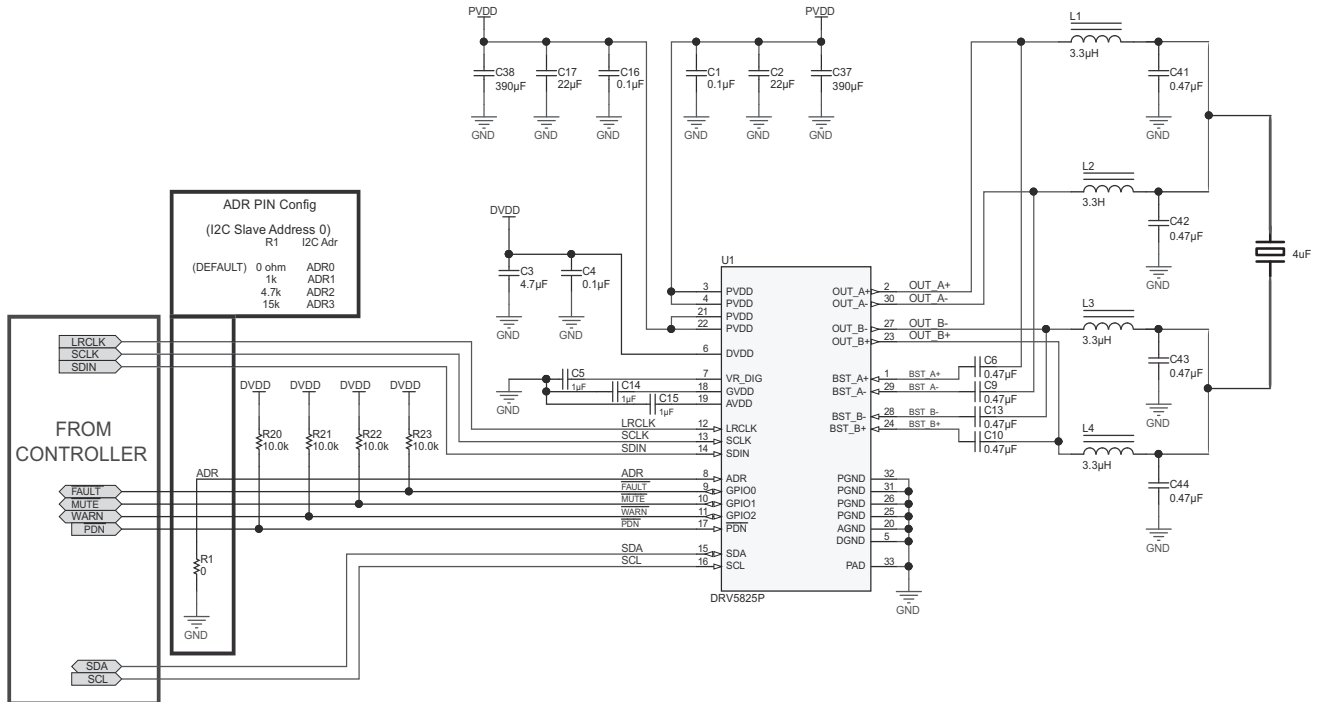 PVDD
C38
390µF
GND
C17
22µF
GND
C16
0.1µF
GND
PVDD
C1
0.1µF
GND
C2
22µF
GND
C37
390µF
GND
L1
3.3µH
C41
0.47µF
GND
L2
3.3H
C42
0.47µF
GND
4uF
L3
3.3µH
C43
0.47µF
GND
L4
3.3µH
C44
0.47µF
GND
ADR PIN Config
(I2C Slave Address 0)
R1 I2C Adr
(DEFAULT) 0 ohm ADR0
1k ADR1
4.7k ADR2
15k ADR3
DVDD
C3
4.7µF
GND
C4
0.1µF
GND
GND
C5
1µF
C14
1µF
C15
1µF
FROM
CONTROLLER
LRCLK
SCLK
SDIN
FAULT
MUTE
WARN
PDN
SDA
SCL
DVDD DVDD DVDD DVDD
R20
10.0k
R21
10.0k
R22
10.0k
R23
10.0k
ADR
R1
0
GND
LRCLK
SCLK
SDIN
ADR
FAULT
MUTE
WARN
PDN
SDA
SCL
U1
3 PVDD
4 PVDD
21 PVDD
22 PVDD
6 DVDD
7 VR_DIG
18 GVDD
19 AVDD
12 LRCLK
13 SCLK
14 SDIN
8 ADR
9 GPIO0
10 GPIO1
11 GPIO2
17 PDN
15 SDA
16 SCL
OUT_A+ 2 OUT_A+
OUT_A- 30 OUT_A-
OUT_B- 27 OUT_B-
OUT_B+ 23 OUT_B+
BST_A+ 1 BST_A+
BST_A- 29 BST_A-
BST_B- 28 BST_B-
BST_B+ 24 BST_B+
PGND 32
PGND 31
PGND 26
PGND 25
AGND 20
DGND 5
PAD 33
GND
C6
0.47µF
C9
0.47µF
C13
0.47µF
C10
0.47µF
DRV5825P